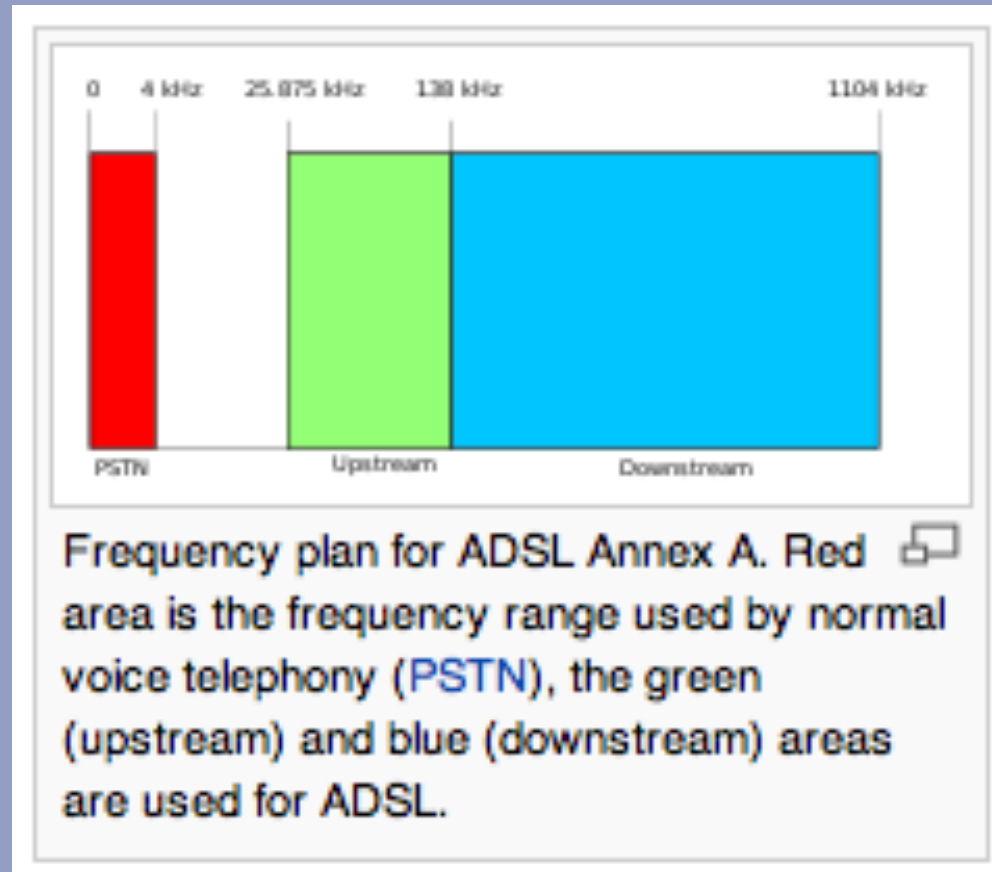 0 4 kHz 25.875 kHz 138 kHz 1104 kHz
PSTN Upstream Downstream
Frequency plan for ADSL Annex A. Red
area is the frequency range used by normal
voice telephony (PSTN), the green
(upstream) and blue (downstream) areas
are used for ADSL.